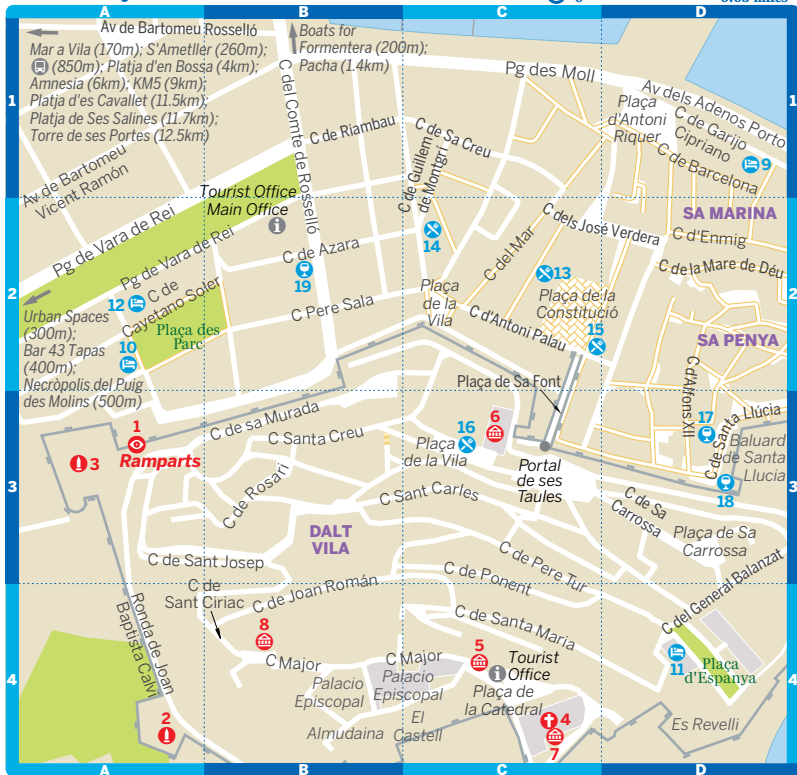 A
B
C
D
Av de Bartomeu Rosselló
Mar a Vila (170m); S'Ametller (260m);
(850m); Platja d'en Bossa (4km);
Amnesia (6km); KM5 (9km);
Platja d'es Cavallet (11.5km);
Platja de Ses Salines (11.7km)
Torre de ses Portes (12.5km)
Boats for
Formentera (200m);
Pacha (1.4km)
C del Comte de Rosselló
Pg des Moll
Av dels Adenos Porto
Plaça
d'Antoni
Riquer
C de Garijo
Cipriano
C de Barcelona
9
1
1
C de Riambau
C de Sa Creu
C de Guillem
de Montgri
Av de Bartomeu
Vicent Ramón
Tourist Office
Main Office
SA MARINA
Pg de Vara de Rei
Pg de Vara de Rei
14
C dels José Verdera
C d'Enmig
C de Azara
19
C del Mar
13
C de la Mare de Déu
2
2
12
C de
Cayetano Soler
Plaça
de la
Vila
Plaça de la
Constitució
C Pere Sala
C d'Antoni Palau
15
Urban Spaces
(300m);
Bar 43 Tapas
(400m);
Necròpolis del Puig
des Molins (500m)
Plaça des
Parc
10
SA PENYA
Plaça de Sa Font
C d'Alfons XII
1
Ramparts
C de sa Murada
C Santa Creu
16
6
Plaça
de la Vila
17
C de Santa Llúcia
Baluard
de Santa
Llucia
3
3
3
Portal
de ses
Taules
18
C de Rosari
C Sant Carles
C de Sa
Carrossa
Plaça de Sa
Carrossa
DALT
VILA
C de Sant Josep
C de Pere Tur
C de Ponent
C del General Balanzat
C de
Sant Ciriac
C de Joan Román
C de Santa Maria
Ronda de Joan
Baptista Calvi
8
C Major
C Major
5
Tourist
Office
11
Plaça
d'Espanya
4
4
Palacio
Episcopal
Palacio
Episcopal
Plaça de
la Catedral
Almudaina
El
Castell
4
7
Es Revelli
2
A
B
C
D